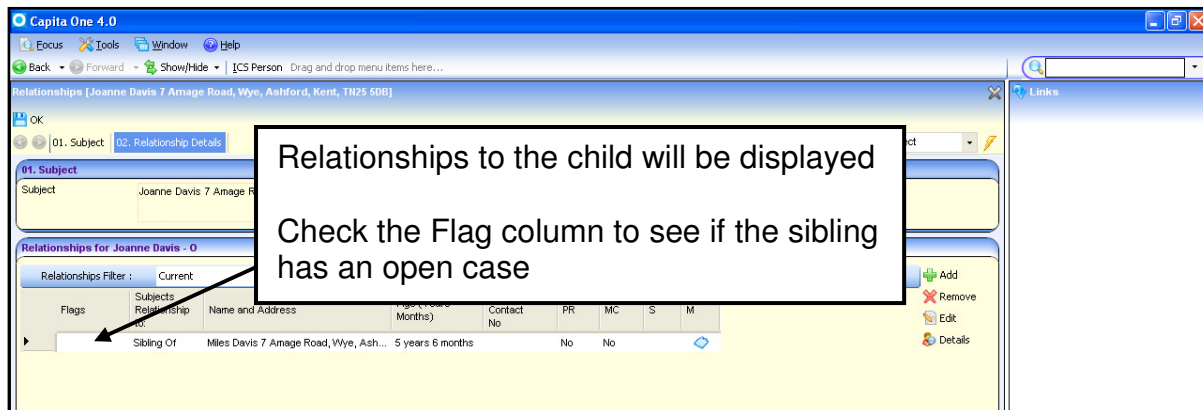 Capita One 4.0
Focus Tools Window Help
Back Forward Show/Hide ICS Person Drag and drop menu items here...
Relationships [Joanne Davis 7 Amage Road, Wye, Ashford, Kent, TN25 5DB]
Links
OK
01. Subject 02. Relationship Details
Relationships to the child will be displayed
Check the Flag column to see if the sibling
has an open case
01. Subject
Subject Joanne Davis 7 Amage
Relationships for Joanne Davis - 0
Relationships Filter : Current
Add
Remove
Edit
Details
Flags
Subjects
Relationship
to:
Name and Address
Months)
Contact
No
PR MC S M
Sibling Of Miles Davis 7 Amage Road, Wye, Ash... 5 years 6 months No No